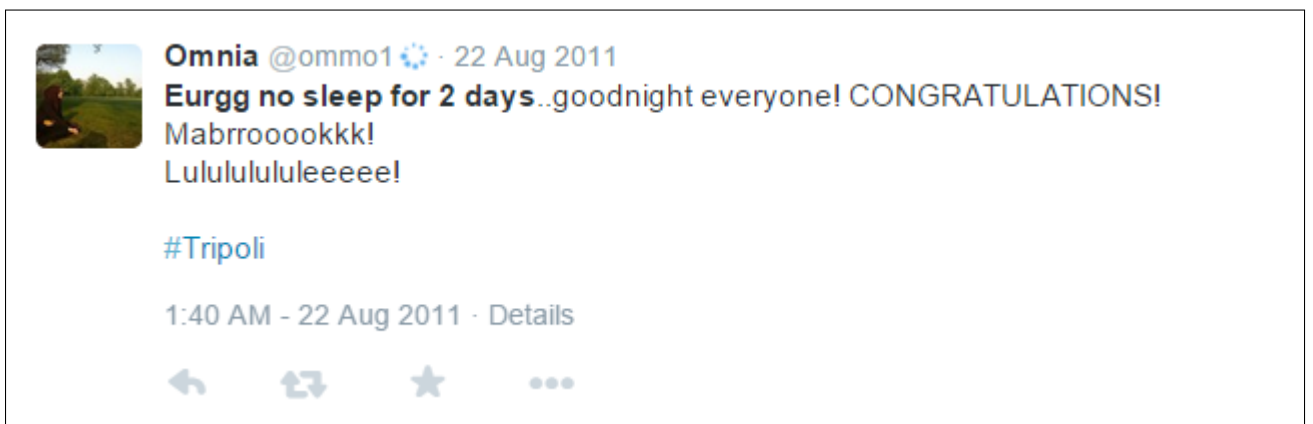 Omnia @ommo1 · 22 Aug 2011
Eurgg no sleep for 2 days..goodnight everyone! CONGRATULATIONS!
Mabrrooookkk!
Lulululululeeeee!
#Tripoli
1:40 AM - 22 Aug 2011 · Details